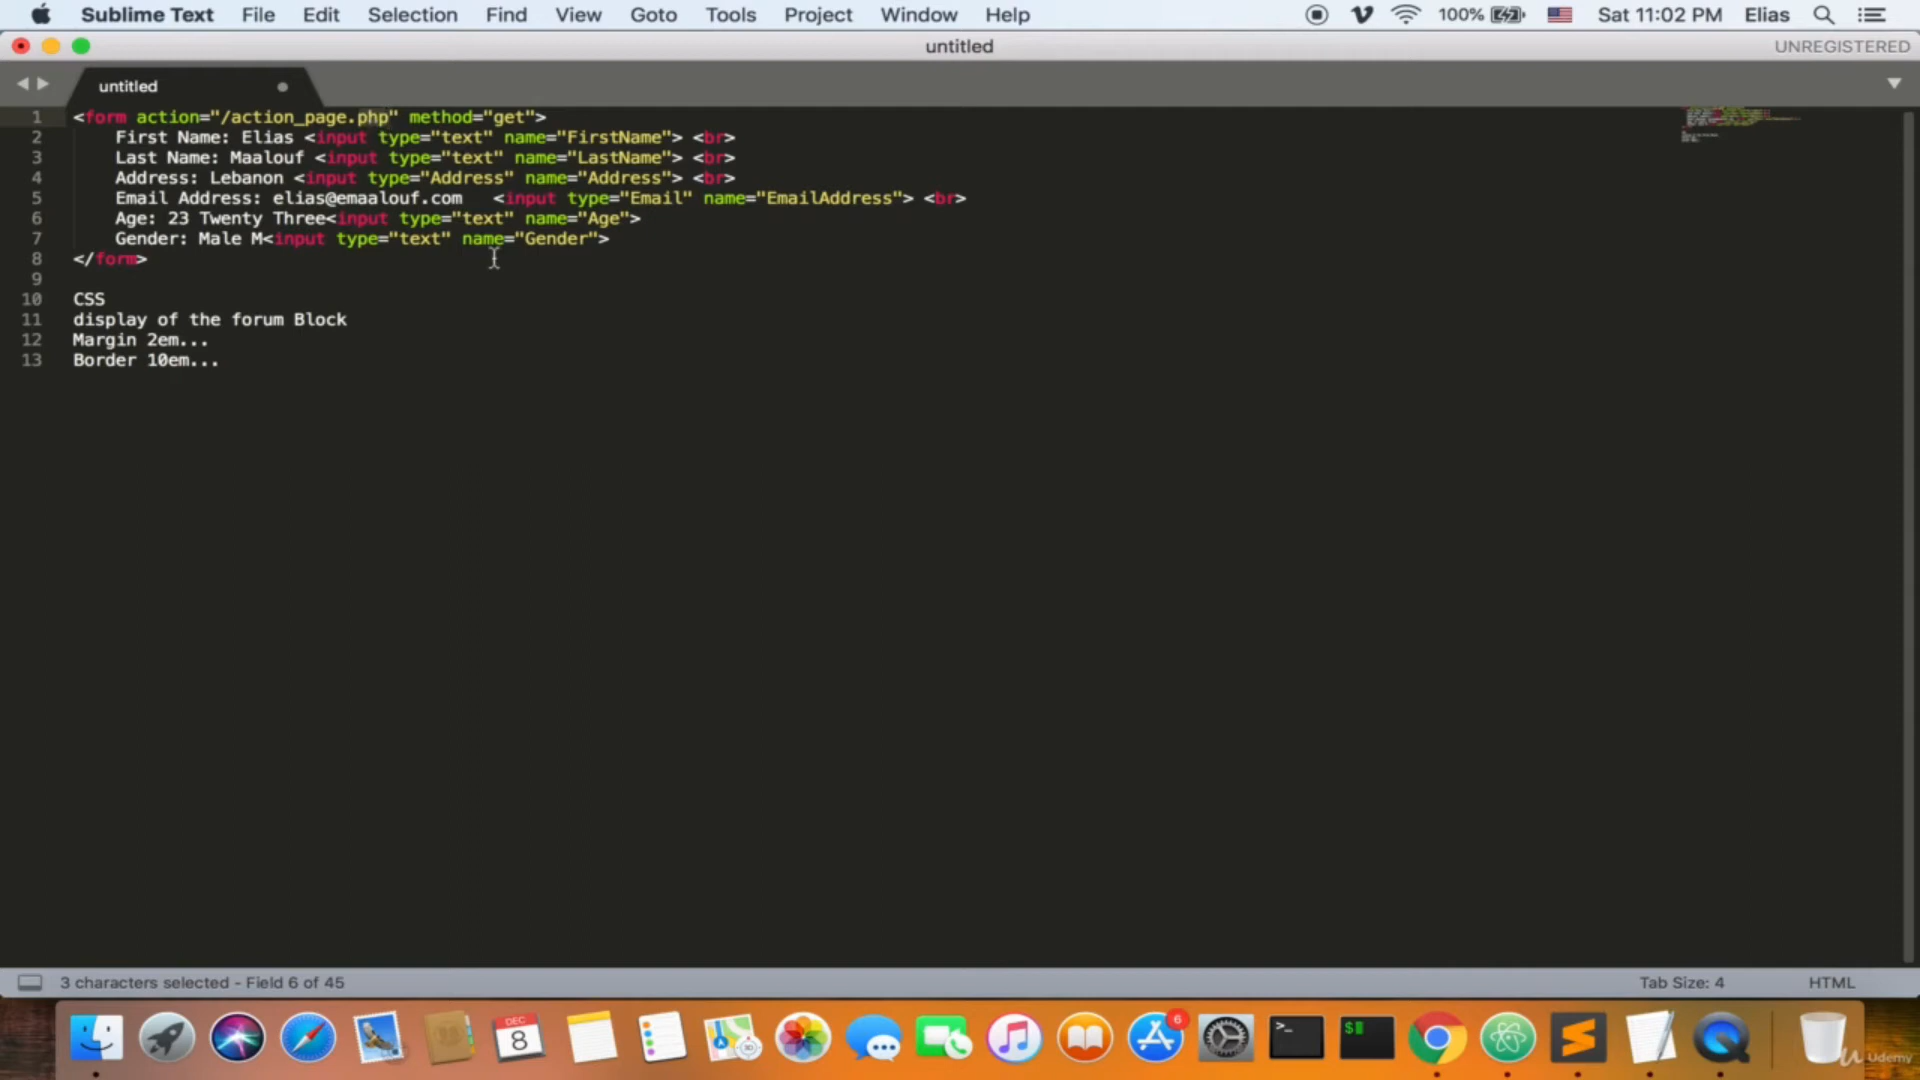 Sublime Text File Edit Selection Find View Goto Tools Project Window Help 100% Sat 11:02 PM Elias
untitled UNREGISTERED
untitled
1 <form action="/action_page.php" method="get">
2 First Name: Elias <input type="text" name="FirstName"> <br>
3 Last Name: Maalouf <input type="text" name="LastName"> <br>
4 Address: Lebanon <input type="Address" name="Address"> <br>
5 Email Address: elias@emaalouf.com <input type="Email" name="EmailAddress"> <br>
6 Age: 23 Twenty Three<input type="text" name="Age">
7 Gender: Male M<input type="text" name="Gender">
8 </form>
9
10 CSS
11 display of the forum Block
12 Margin 2em...
13 Border 10em...
3 characters selected - Field 6 of 45 Tab Size: 4 HTML
DEC
8
3D
6
>_
$
Udemy